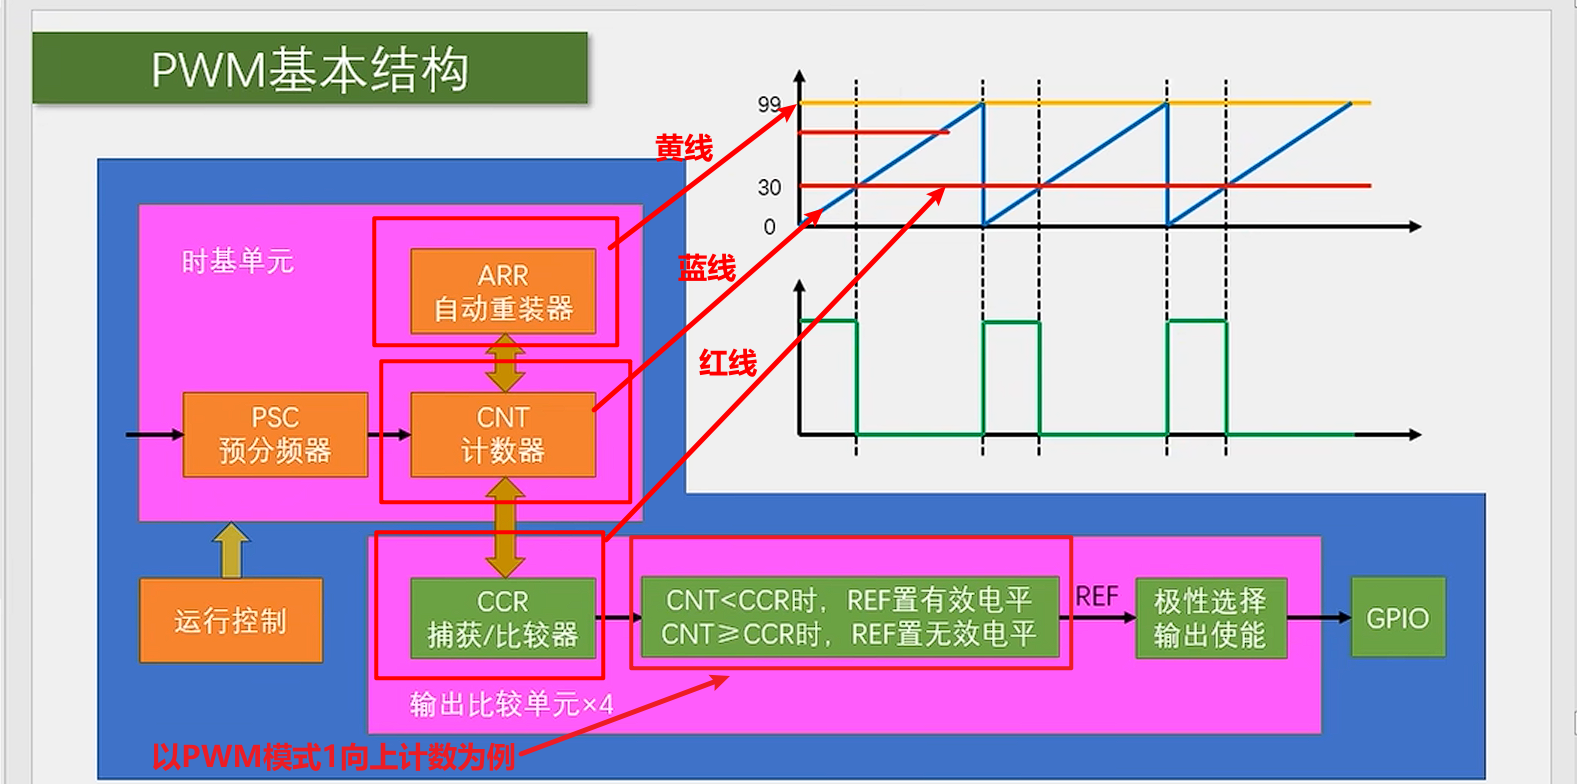 PWM基本结构
99
黄线
30
0
时基单元
ARR
自动重装器
蓝线
红线
PSC
预分频器
CNT
计数器
运行控制
CCR
捕获/比较器
CNT<CCR时，REF置有效电平
CNT≥CCR时，REF置无效电平
REF
极性选择
输出使能
GPIO
输出比较单元×4
以PWM模式1向上计数为例